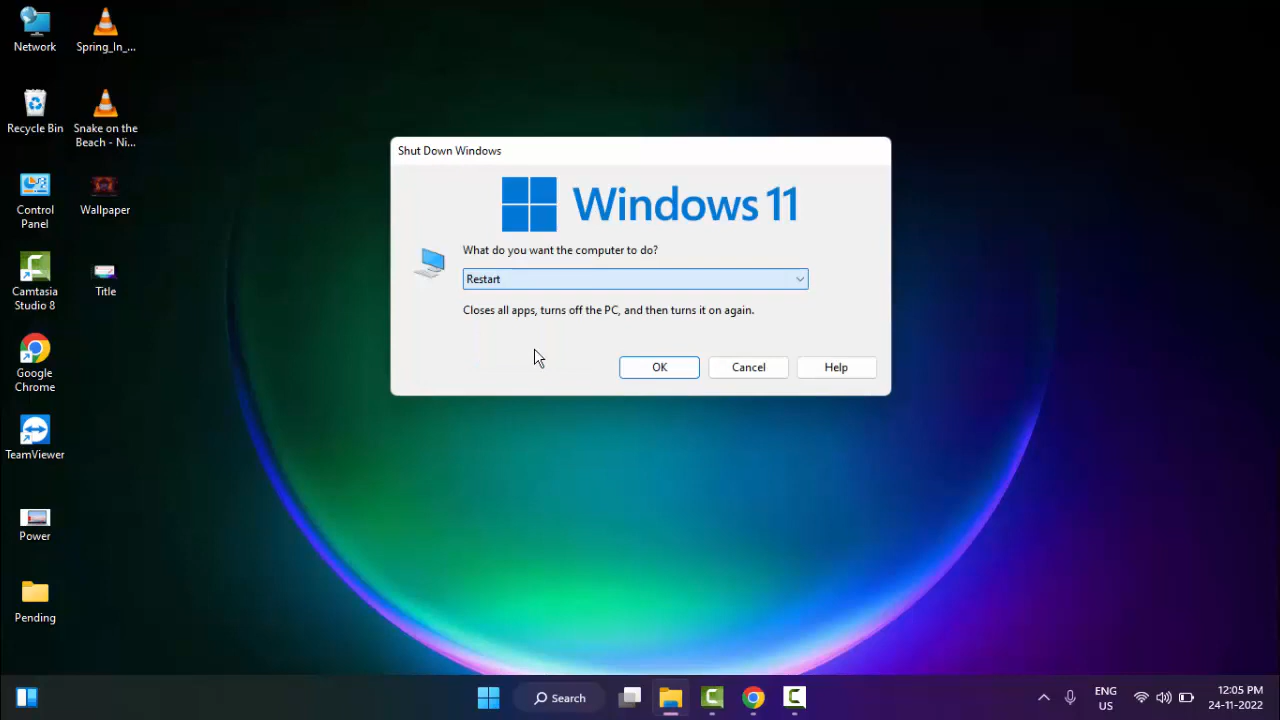 Network
Spring_In_...
Recycle Bin
Snake on the
Beach - Ni...
Control
Panel
Wallpaper
Camtasia
Studio 8
Title
Google
Chrome
TeamViewer
Power
Pending
Shut Down Windows
Windows 11
What do you want the computer to do?
Restart
Closes all apps, turns off the PC, and then turns it on again.
OK
Cancel
Help
Search
ENG
US
12:05 PM
24-11-2022